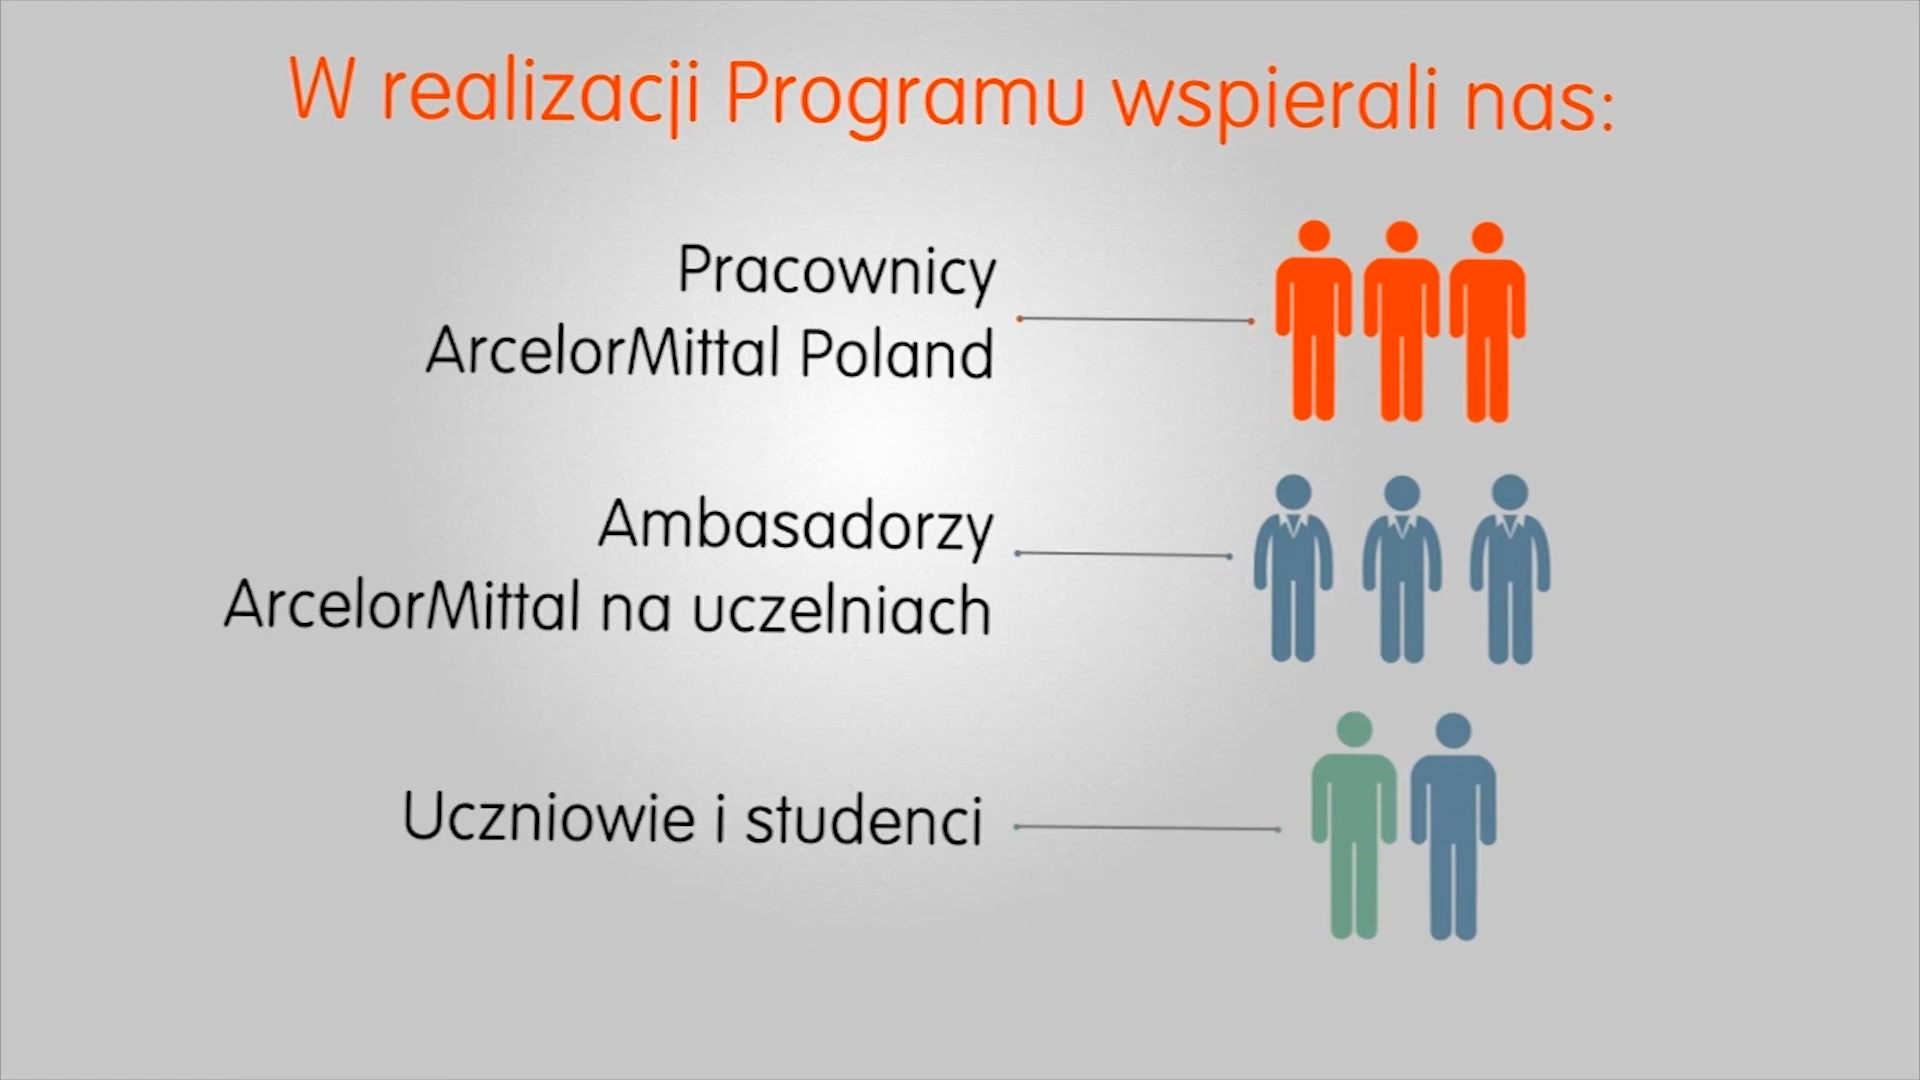 W realizacji Programu wspierali nas:
Pracownicy
ArcelorMittal Poland
Ambasadorzy
ArcelorMittal na uczelniach
Uczniowie i studenci